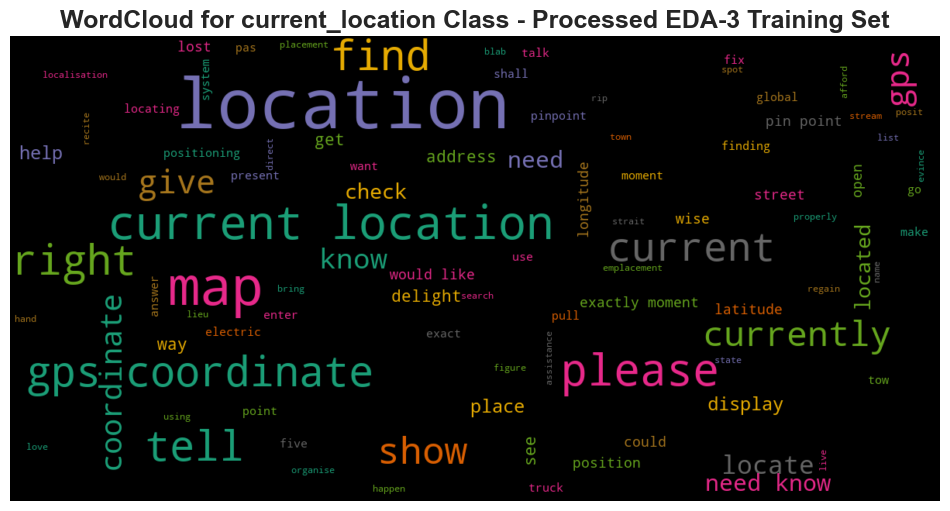 WordCloud for current_location Class - Processed EDA-3 Training Set
lost
pas
placement
find
blab
talk
fix
spot
gps
localisation
system
location
shall
rip
global
afford
posit
locating
pinpoint
pin point
stream
recite
help
positioning
direct
get
address
need
town
finding
list
evince
would
give
present
want
check
longitude
moment
street
open
go
current location
strait
wise
properly
make
right
know
current
located
name
map
would like
use
emplacement
answer
bring
delight
search
exactly moment
regain
hand
lieu
enter
pull
latitude
coordinate
electric
exact
currently
way
assistance
state
gps coordinate
figure
please
tow
using
point
place
display
love
tell
five
show
see
could
organise
position
locate
live
happen
truck
need know